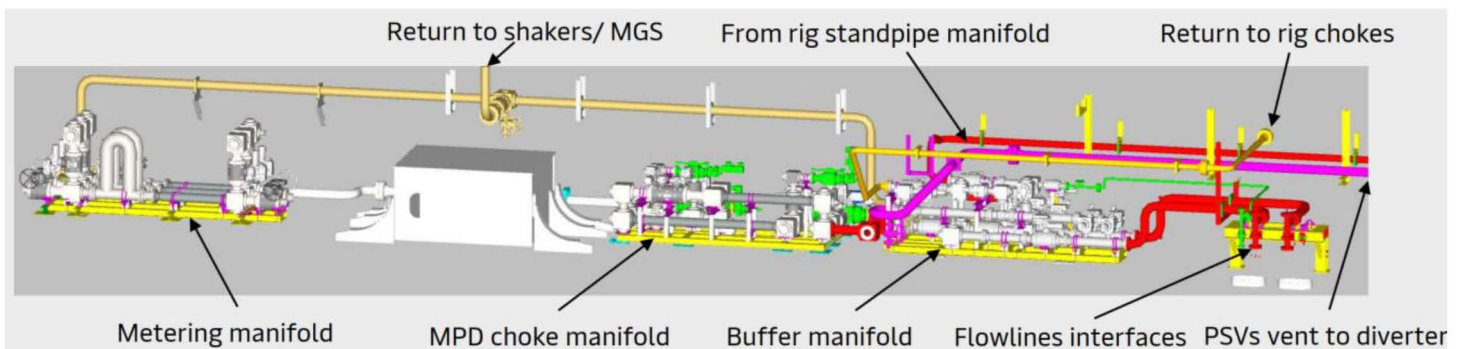 Return to shakers/ MGS
From rig standpipe manifold
Return to rig chokes
Metering manifold
MPD choke manifold
Buffer manifold
Flowlines interfaces
PSVs vent to diverter